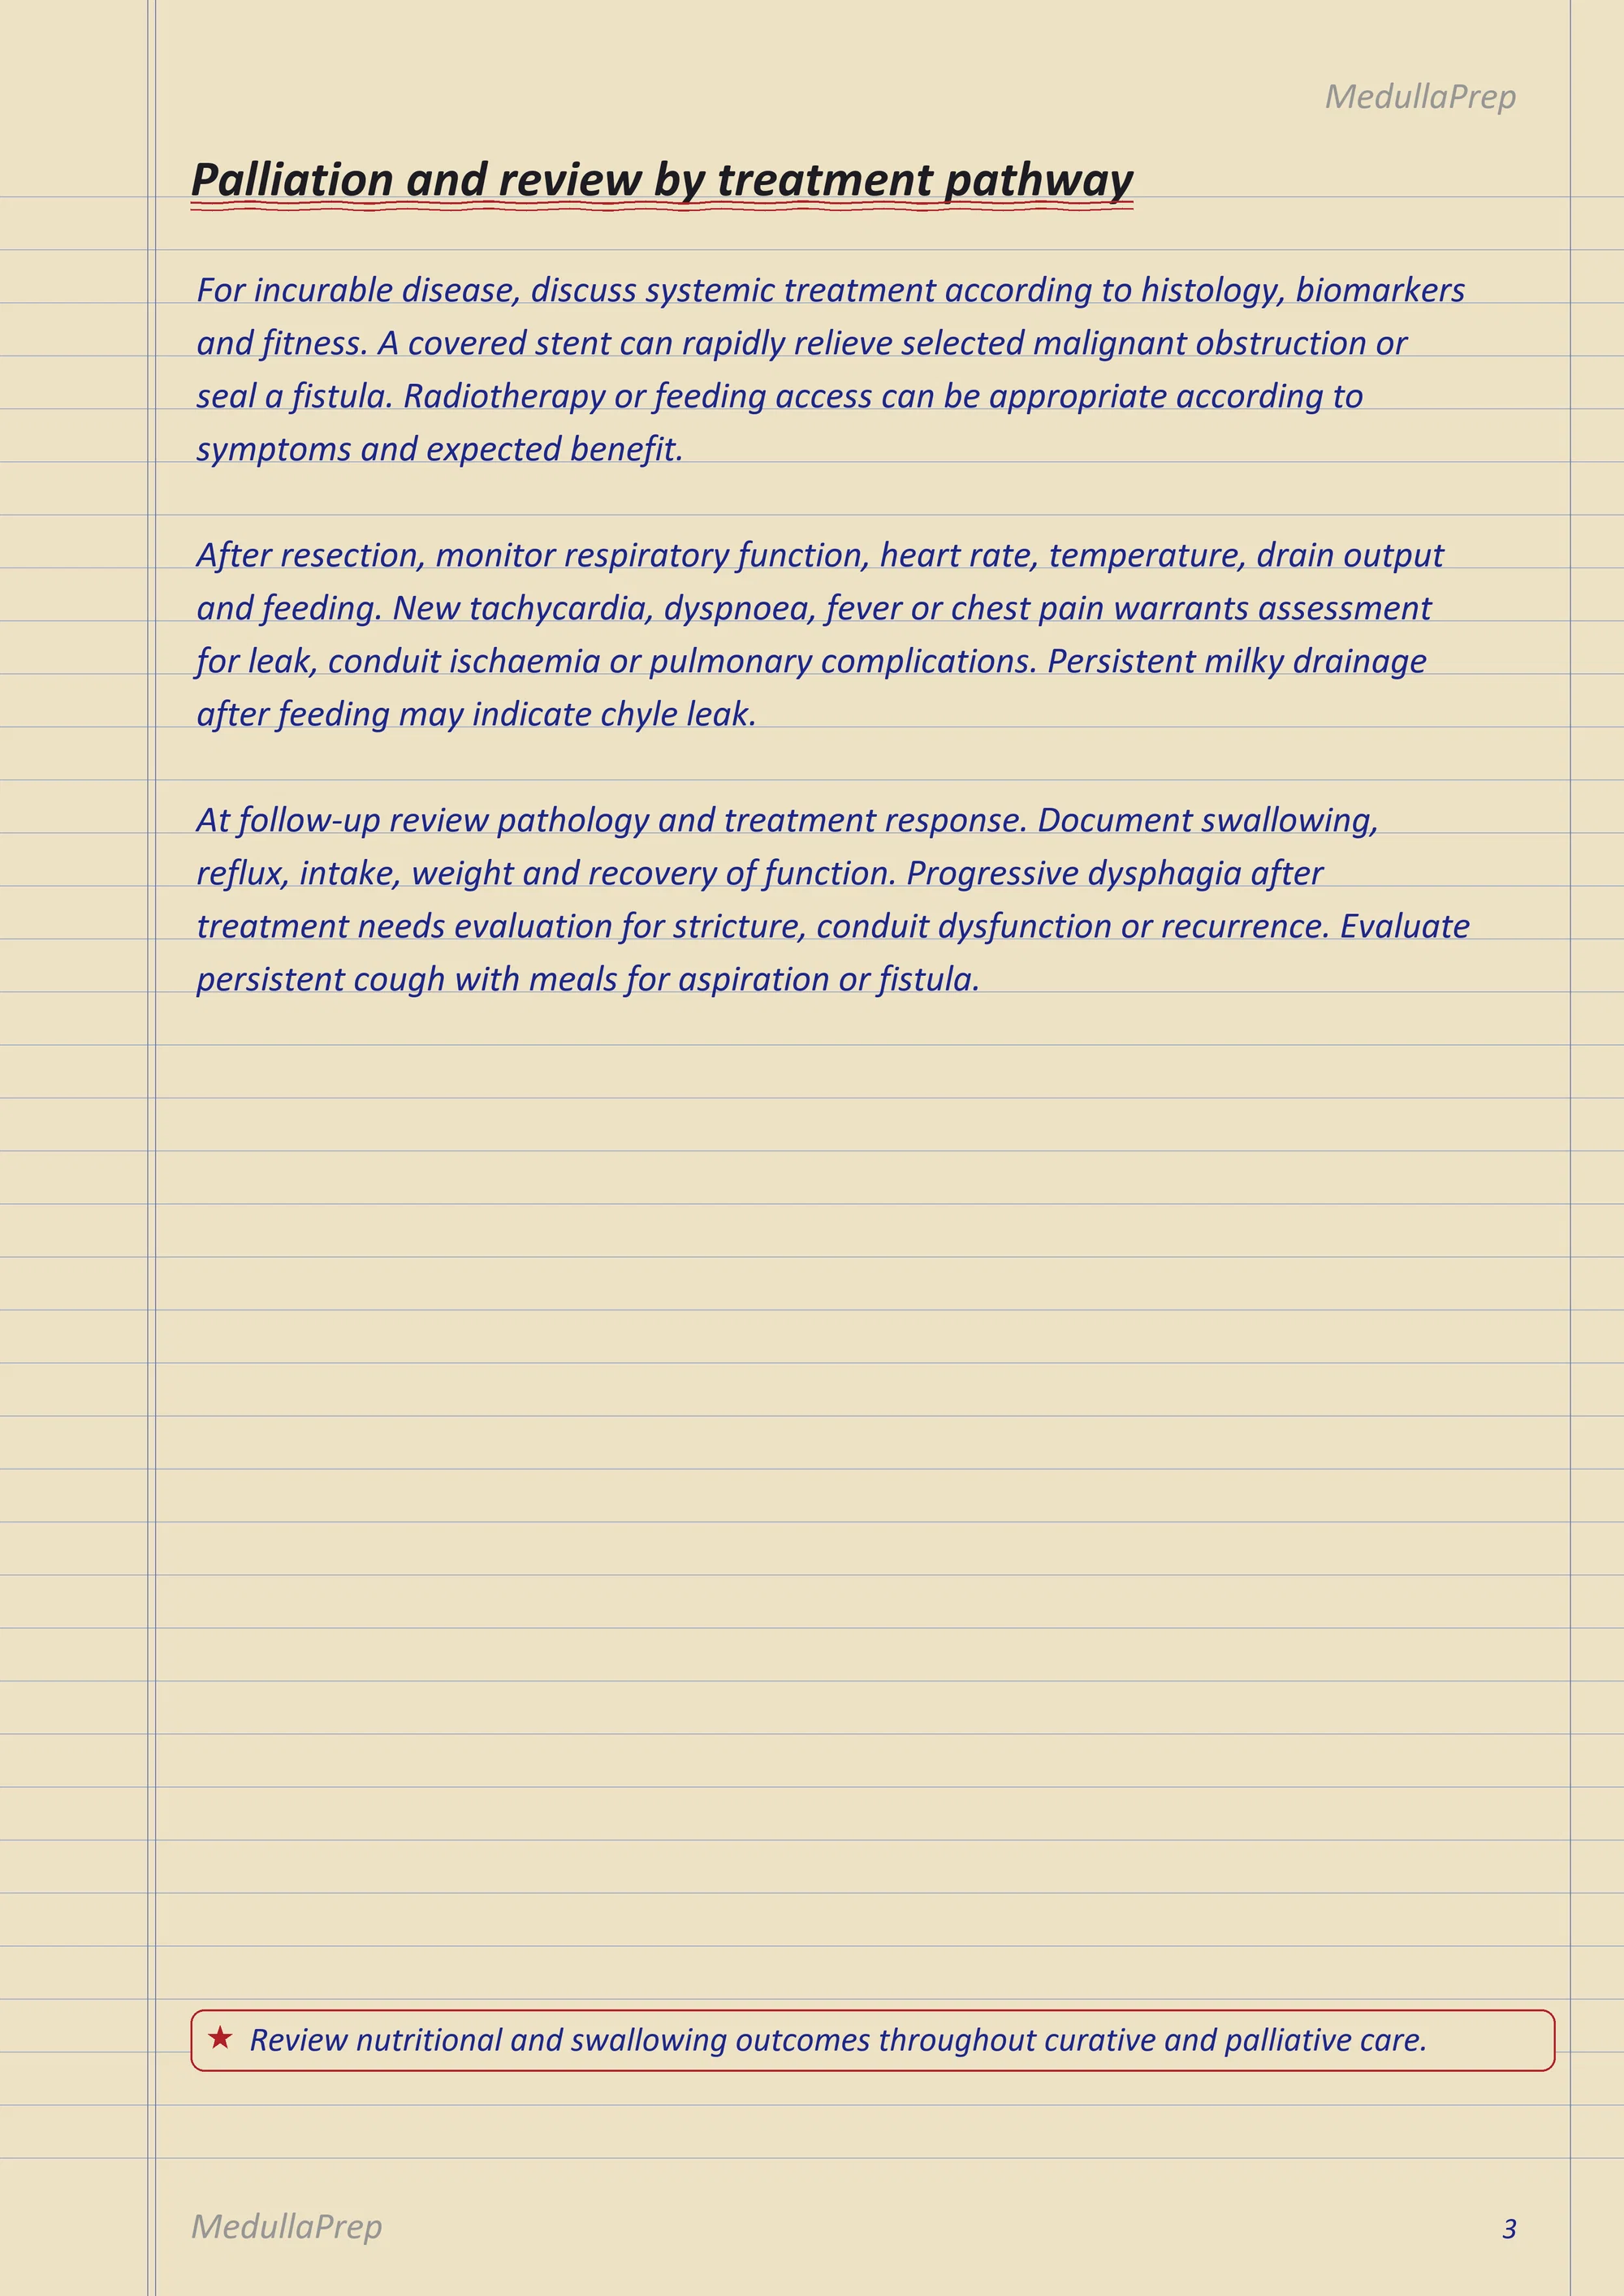 MedullaPrep
Palliation and review by treatment pathway
For incurable disease, discuss systemic treatment according to histology, biomarkers
and fitness. A covered stent can rapidly relieve selected malignant obstruction or
seal a fistula. Radiotherapy or feeding access can be appropriate according to
symptoms and expected benefit.
After resection, monitor respiratory function, heart rate, temperature, drain output
and feeding. New tachycardia, dyspnoea, fever or chest pain warrants assessment
for leak, conduit ischaemia or pulmonary complications. Persistent milky drainage
after feeding may indicate chyle leak.
At follow-up review pathology and treatment response. Document swallowing,
reflux, intake, weight and recovery of function. Progressive dysphagia after
treatment needs evaluation for stricture, conduit dysfunction or recurrence. Evaluate
persistent cough with meals for aspiration or fistula.
★ Review nutritional and swallowing outcomes throughout curative and palliative care.
MedullaPrep
3